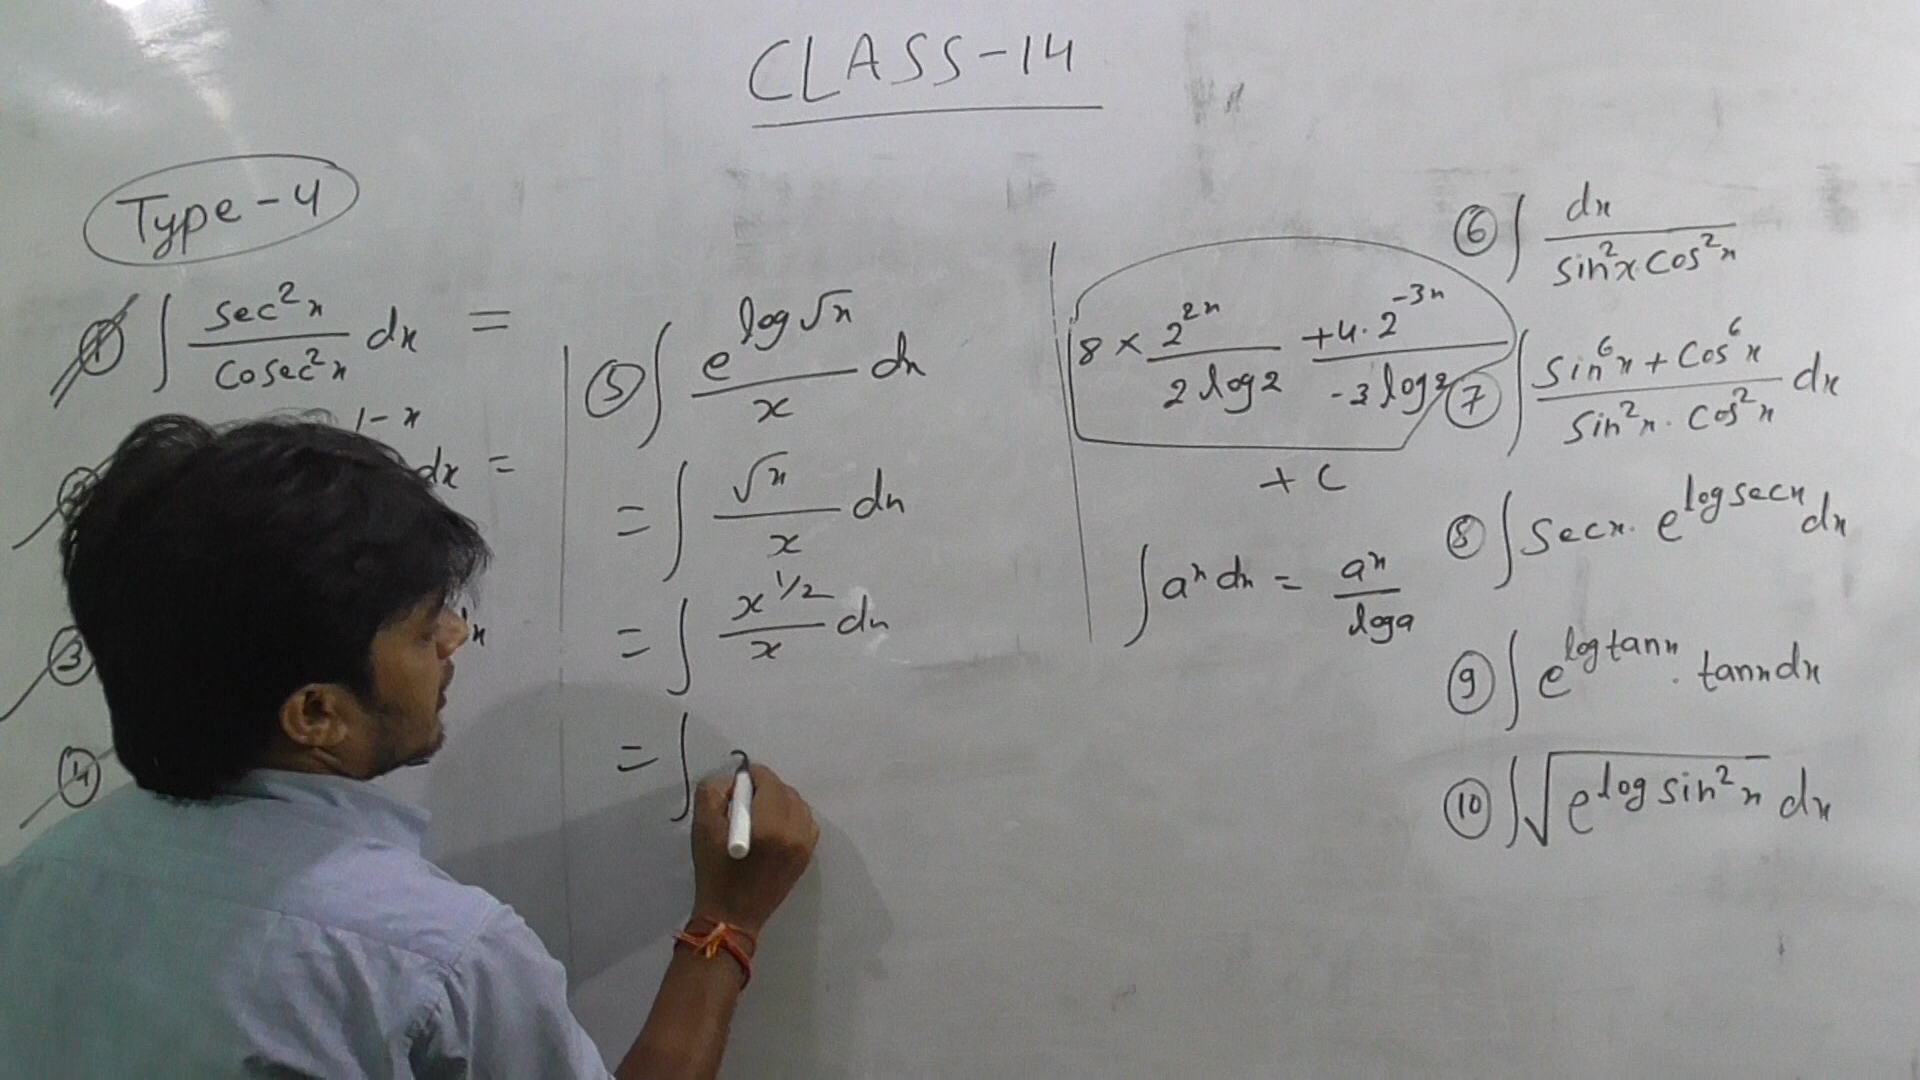 CLASS-14
Type-4
① ∫ sec²x / cosec²x dx =
1-x
dx =
③
④
⑤ ∫ e^(log√x) / x dx
= ∫ √x / x dx
= ∫ x^(1/2) / x dx
= ∫
8 × 2^(2x) / 2 log2 + 4·2^(-3x) / -3 log2
+ C
∫ a^x dx = a^x / loga
⑥ ∫ dx / sin²x·cos²x
⑦ ∫ sin⁶x + cos⁶x / sin²x · cos²x dx
⑧ ∫ secx · e^(log secx) dx
⑨ ∫ e^(log tanx) · tanx dx
⑩ ∫ √(e^(log sin²x)) dx